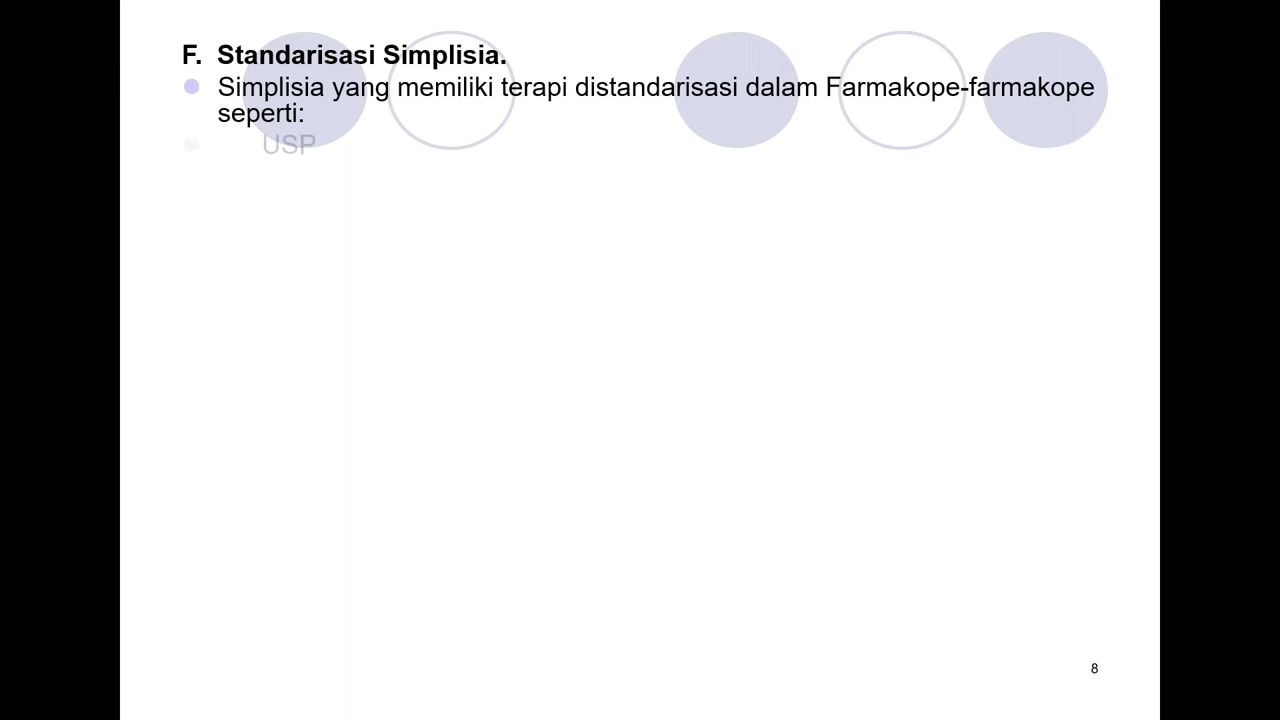 F. Standarisasi Simplisia.
Simplisia yang memiliki terapi distandarisasi dalam Farmakope-farmakope
seperti:
USP
8